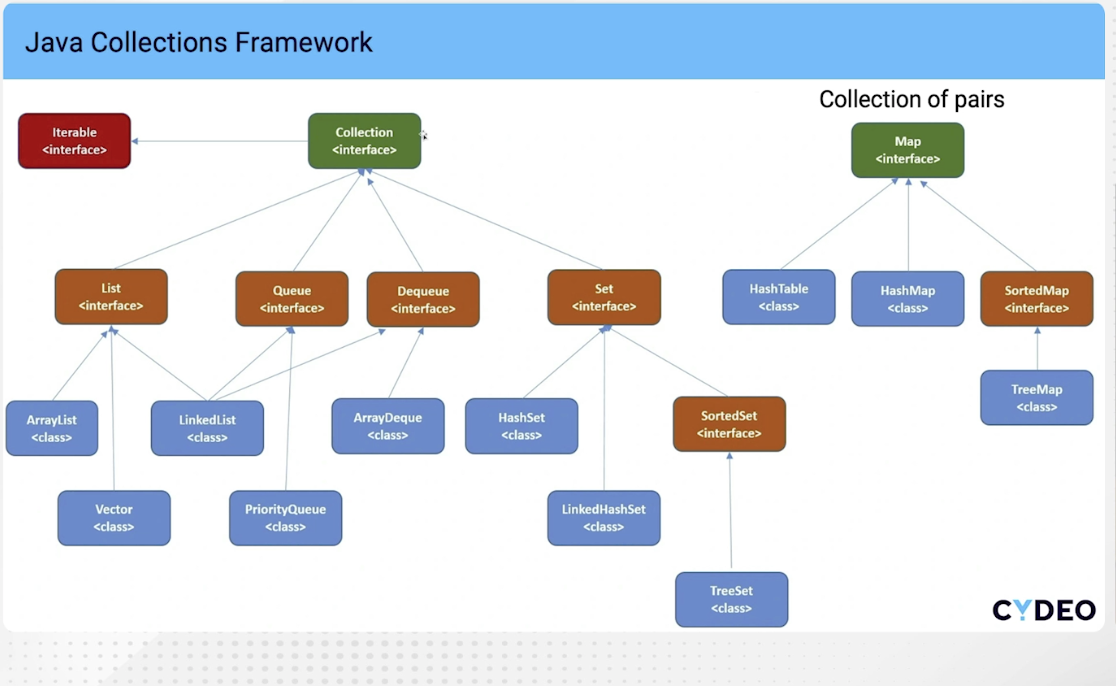 Java Collections Framework
Collection of pairs
Iterable
<interface>
Collection
<interface>
Map
<interface>
List
<interface>
Queue
<interface>
Dequeue
<interface>
Set
<interface>
HashTable
<class>
HashMap
<class>
SortedMap
<interface>
ArrayList
<class>
LinkedList
<class>
ArrayDeque
<class>
HashSet
<class>
SortedSet
<interface>
TreeMap
<class>
Vector
<class>
PriorityQueue
<class>
LinkedHashSet
<class>
TreeSet
<class>
CYDEO